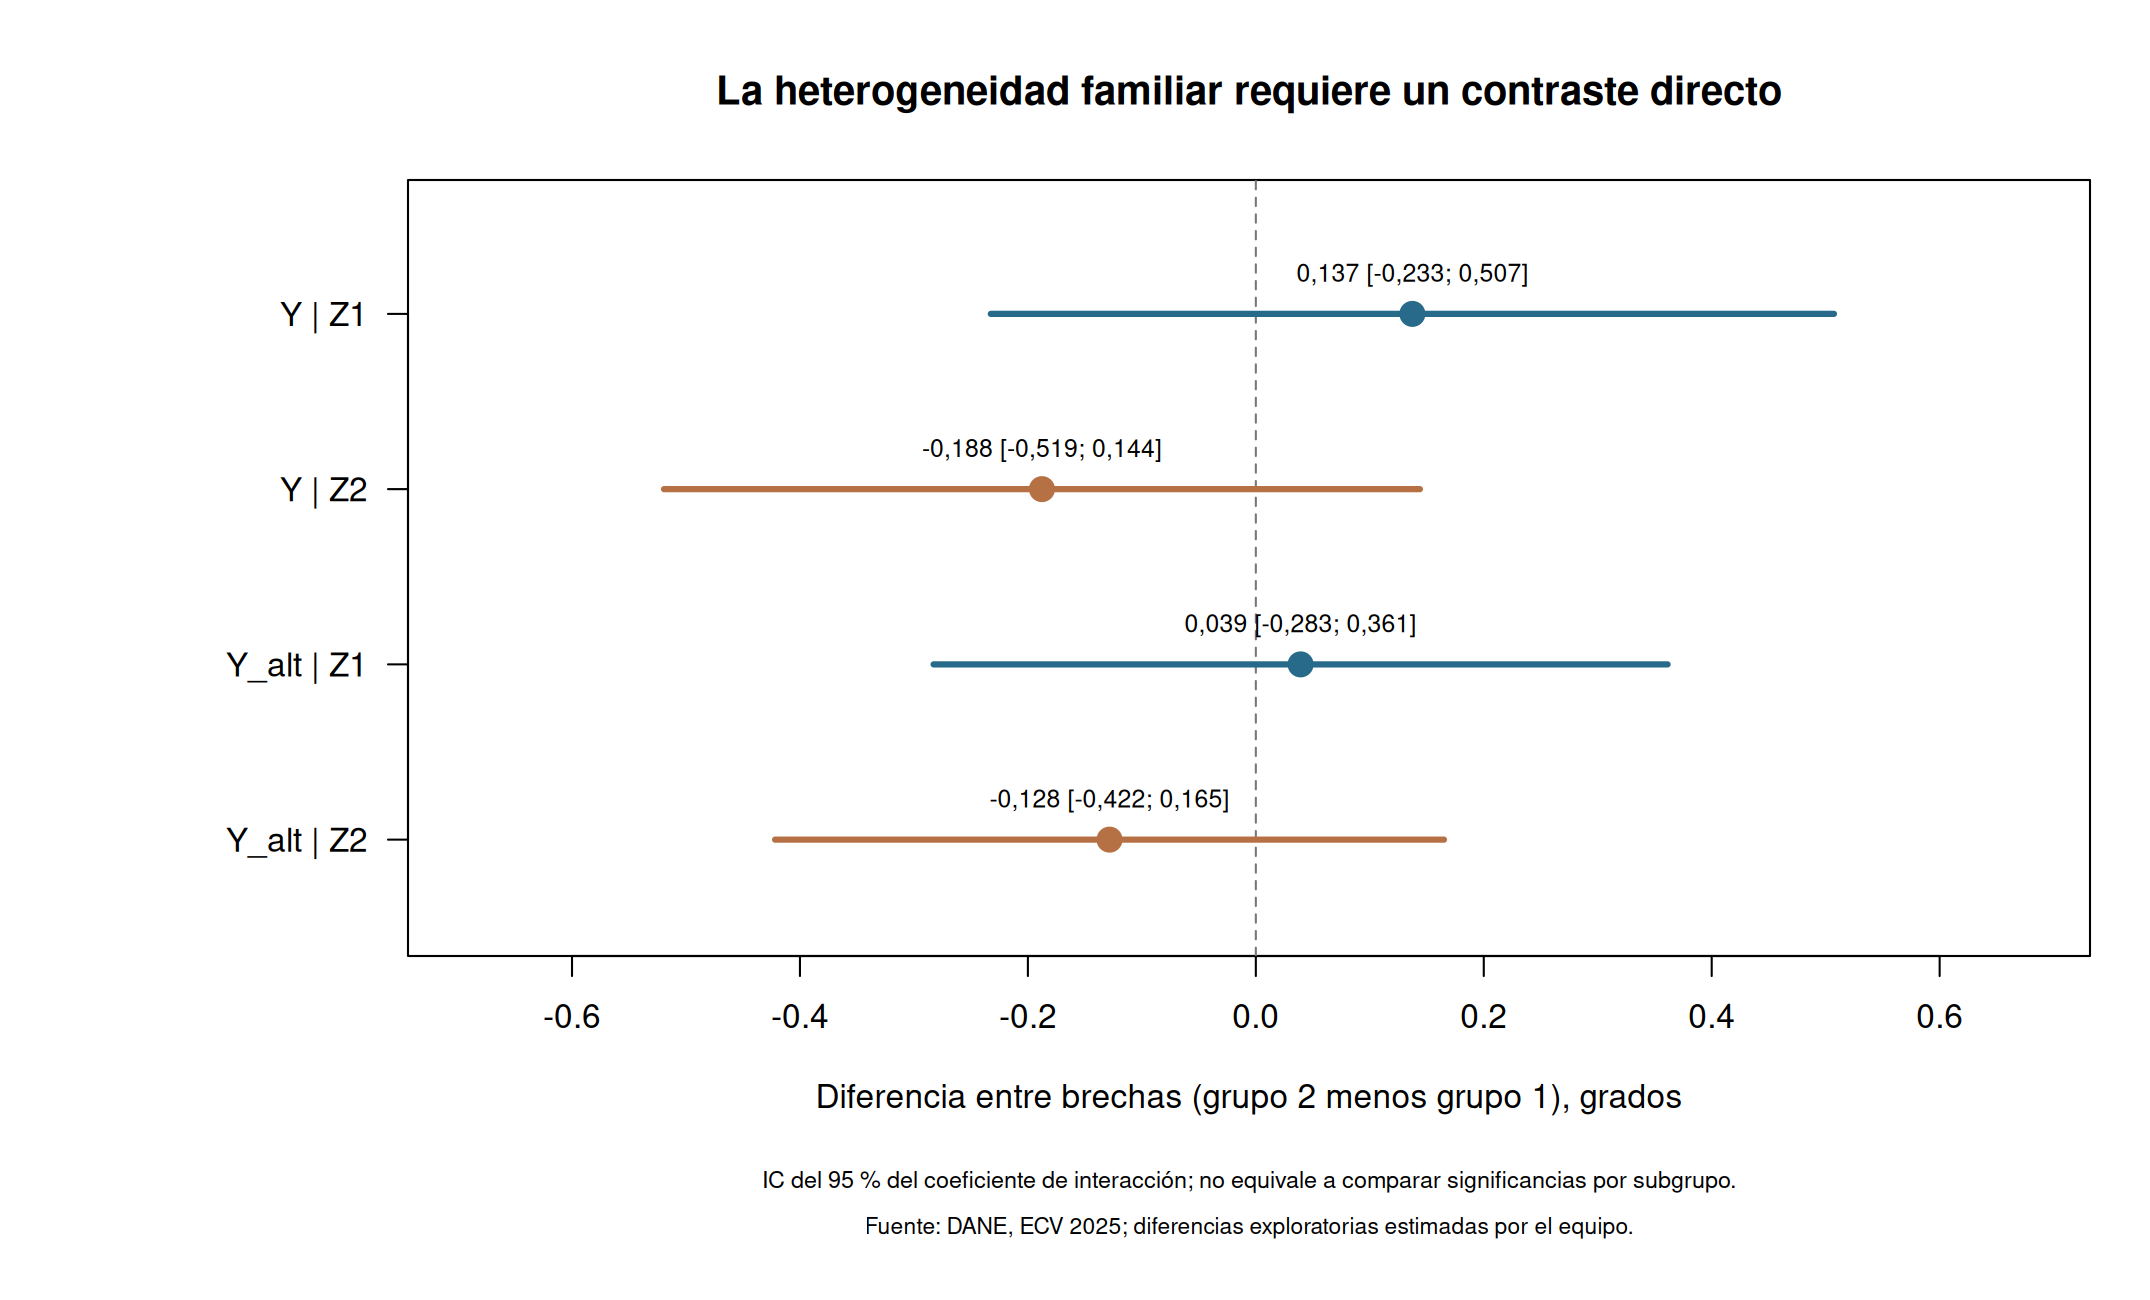 La heterogeneidad familiar requiere un contraste directo
Y | Z1
0,137 [-0,233; 0,507]
Y | Z2
-0,188 [-0,519; 0,144]
Y_alt | Z1
0,039 [-0,283; 0,361]
Y_alt | Z2
-0,128 [-0,422; 0,165]
-0.6 -0.4 -0.2 0.0 0.2 0.4 0.6
Diferencia entre brechas (grupo 2 menos grupo 1), grados
IC del 95 % del coeficiente de interacción; no equivale a comparar significancias por subgrupo.
Fuente: DANE, ECV 2025; diferencias exploratorias estimadas por el equipo.